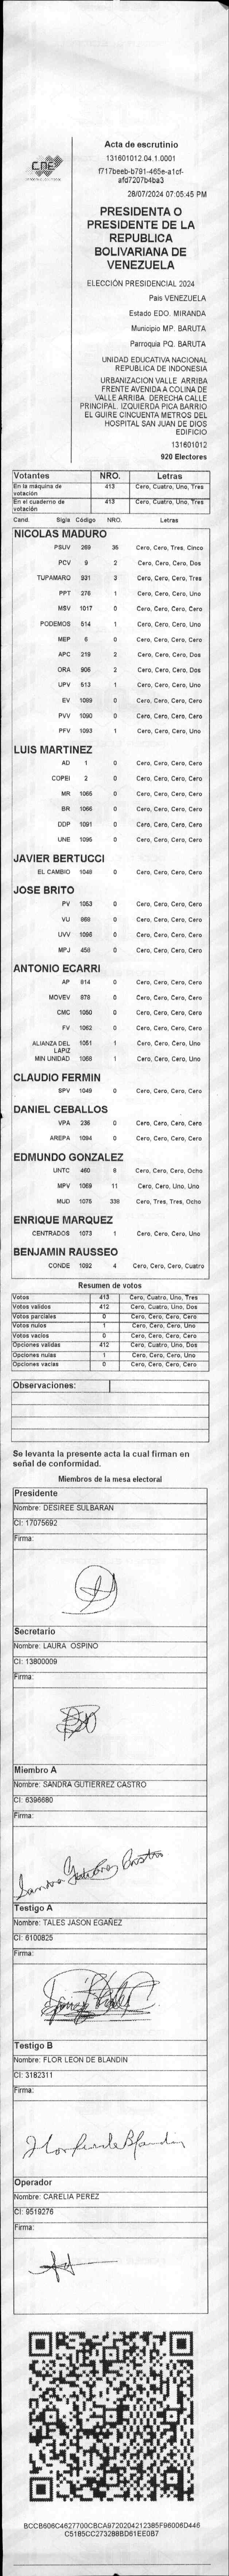 CNE
Acta de escrutinio
131601012.04.1.0001
f717beeb-b791-465e-a1cf-
afd7207b4ba3
28/07/2024 07:05:45 PM
PRESIDENTA O
PRESIDENTE DE LA
REPUBLICA
BOLIVARIANA DE
VENEZUELA
ELECCIÓN PRESIDENCIAL 2024
Pais VENEZUELA
Estado EDO. MIRANDA
Municipio MP. BARUTA
Parroquia PQ. BARUTA
UNIDAD EDUCATIVA NACIONAL
REPUBLICA DE INDONESIA
URBANIZACION VALLE ARRIBA
FRENTE AVENIDA A COLINA DE
VALLE ARRIBA. DERECHA CALLE
PRINCIPAL. IZQUIERDA PICA BARRIO
EL GUIRE CINCUENTA METROS DEL
HOSPITAL SAN JUAN DE DIOS
EDIFICIO
131601012
920 Electores
Votantes NRO. Letras
En la máquina de votación 413 Cero, Cuatro, Uno, Tres
En el cuaderno de votación 413 Cero, Cuatro, Uno, Tres
Cand. Sigla Código NRO. Letras
NICOLAS MADURO
PSUV 269 35 Cero, Cero, Tres, Cinco
PCV 9 2 Cero, Cero, Cero, Dos
TUPAMARO 931 3 Cero, Cero, Cero, Tres
PPT 276 1 Cero, Cero, Cero, Uno
MSV 1017 0 Cero, Cero, Cero, Cero
PODEMOS 514 1 Cero, Cero, Cero, Uno
MEP 6 0 Cero, Cero, Cero, Cero
APC 219 2 Cero, Cero, Cero, Dos
ORA 906 2 Cero, Cero, Cero, Dos
UPV 513 1 Cero, Cero, Cero, Uno
EV 1089 0 Cero, Cero, Cero, Cero
PVV 1090 0 Cero, Cero, Cero, Cero
PFV 1093 1 Cero, Cero, Cero, Uno
LUIS MARTINEZ
AD 1 0 Cero, Cero, Cero, Cero
COPEI 2 0 Cero, Cero, Cero, Cero
MR 1065 0 Cero, Cero, Cero, Cero
BR 1066 0 Cero, Cero, Cero, Cero
DDP 1091 0 Cero, Cero, Cero, Cero
UNE 1095 0 Cero, Cero, Cero, Cero
JAVIER BERTUCCI
EL CAMBIO 1048 0 Cero, Cero, Cero, Cero
JOSE BRITO
PV 1053 0 Cero, Cero, Cero, Cero
VU 868 0 Cero, Cero, Cero, Cero
UVV 1096 0 Cero, Cero, Cero, Cero
MPJ 458 0 Cero, Cero, Cero, Cero
ANTONIO ECARRI
AP 814 0 Cero, Cero, Cero, Cero
MOVEV 878 0 Cero, Cero, Cero, Cero
CMC 1050 0 Cero, Cero, Cero, Cero
FV 1062 0 Cero, Cero, Cero, Cero
ALIANZA DEL LAPIZ 1051 1 Cero, Cero, Cero, Uno
MIN UNIDAD 1068 1 Cero, Cero, Cero, Uno
CLAUDIO FERMIN
SPV 1049 0 Cero, Cero, Cero, Cero
DANIEL CEBALLOS
VPA 236 0 Cero, Cero, Cero, Cero
AREPA 1094 0 Cero, Cero, Cero, Cero
EDMUNDO GONZALEZ
UNTC 460 8 Cero, Cero, Cero, Ocho
MPV 1069 11 Cero, Cero, Uno, Uno
MUD 1075 338 Cero, Tres, Tres, Ocho
ENRIQUE MARQUEZ
CENTRADOS 1073 1 Cero, Cero, Cero, Uno
BENJAMIN RAUSSEO
CONDE 1092 4 Cero, Cero, Cero, Cuatro
Resumen de votos
Votos 413 Cero, Cuatro, Uno, Tres
Votos validos 412 Cero, Cuatro, Uno, Dos
Votos parciales 0 Cero, Cero, Cero, Cero
Votos nulos 1 Cero, Cero, Cero, Uno
Votos vacios 0 Cero, Cero, Cero, Cero
Opciones validas 412 Cero, Cuatro, Uno, Dos
Opciones nulas 1 Cero, Cero, Cero, Uno
Opciones vacias 0 Cero, Cero, Cero, Cero
Observaciones:
Se levanta la presente acta la cual firman en
señal de conformidad.
Miembros de la mesa electoral
Presidente
Nombre: DESIREE SULBARAN
CI: 17075692
Firma:
Secretario
Nombre: LAURA OSPINO
CI: 13800009
Firma:
Miembro A
Nombre: SANDRA GUTIERREZ CASTRO
CI: 6396680
Firma:
Sandra Gutierrez Castro
Testigo A
Nombre: TALES JASON EGAÑEZ
CI: 6100825
Firma:
Testigo B
Nombre: FLOR LEON DE BLANDIN
CI: 3182311
Firma:
Flor León de Blandin
Operador
Nombre: CARELIA PEREZ
CI: 9519276
Firma:
BCCB606C4627700CBCA9720204212385F96006D446
C5185CC273288BD61EE0B7